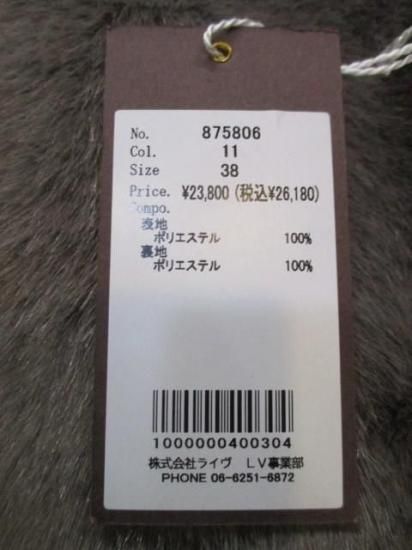 No. 875806
Col. 11
Size 38
Price. ¥23,800 (税込¥26,180)
Compo.
表地
ポリエステル 100%
裏地
ポリエステル 100%
1000000400304
株式会社ライヴ LV事業部
PHONE 06-6251-6872